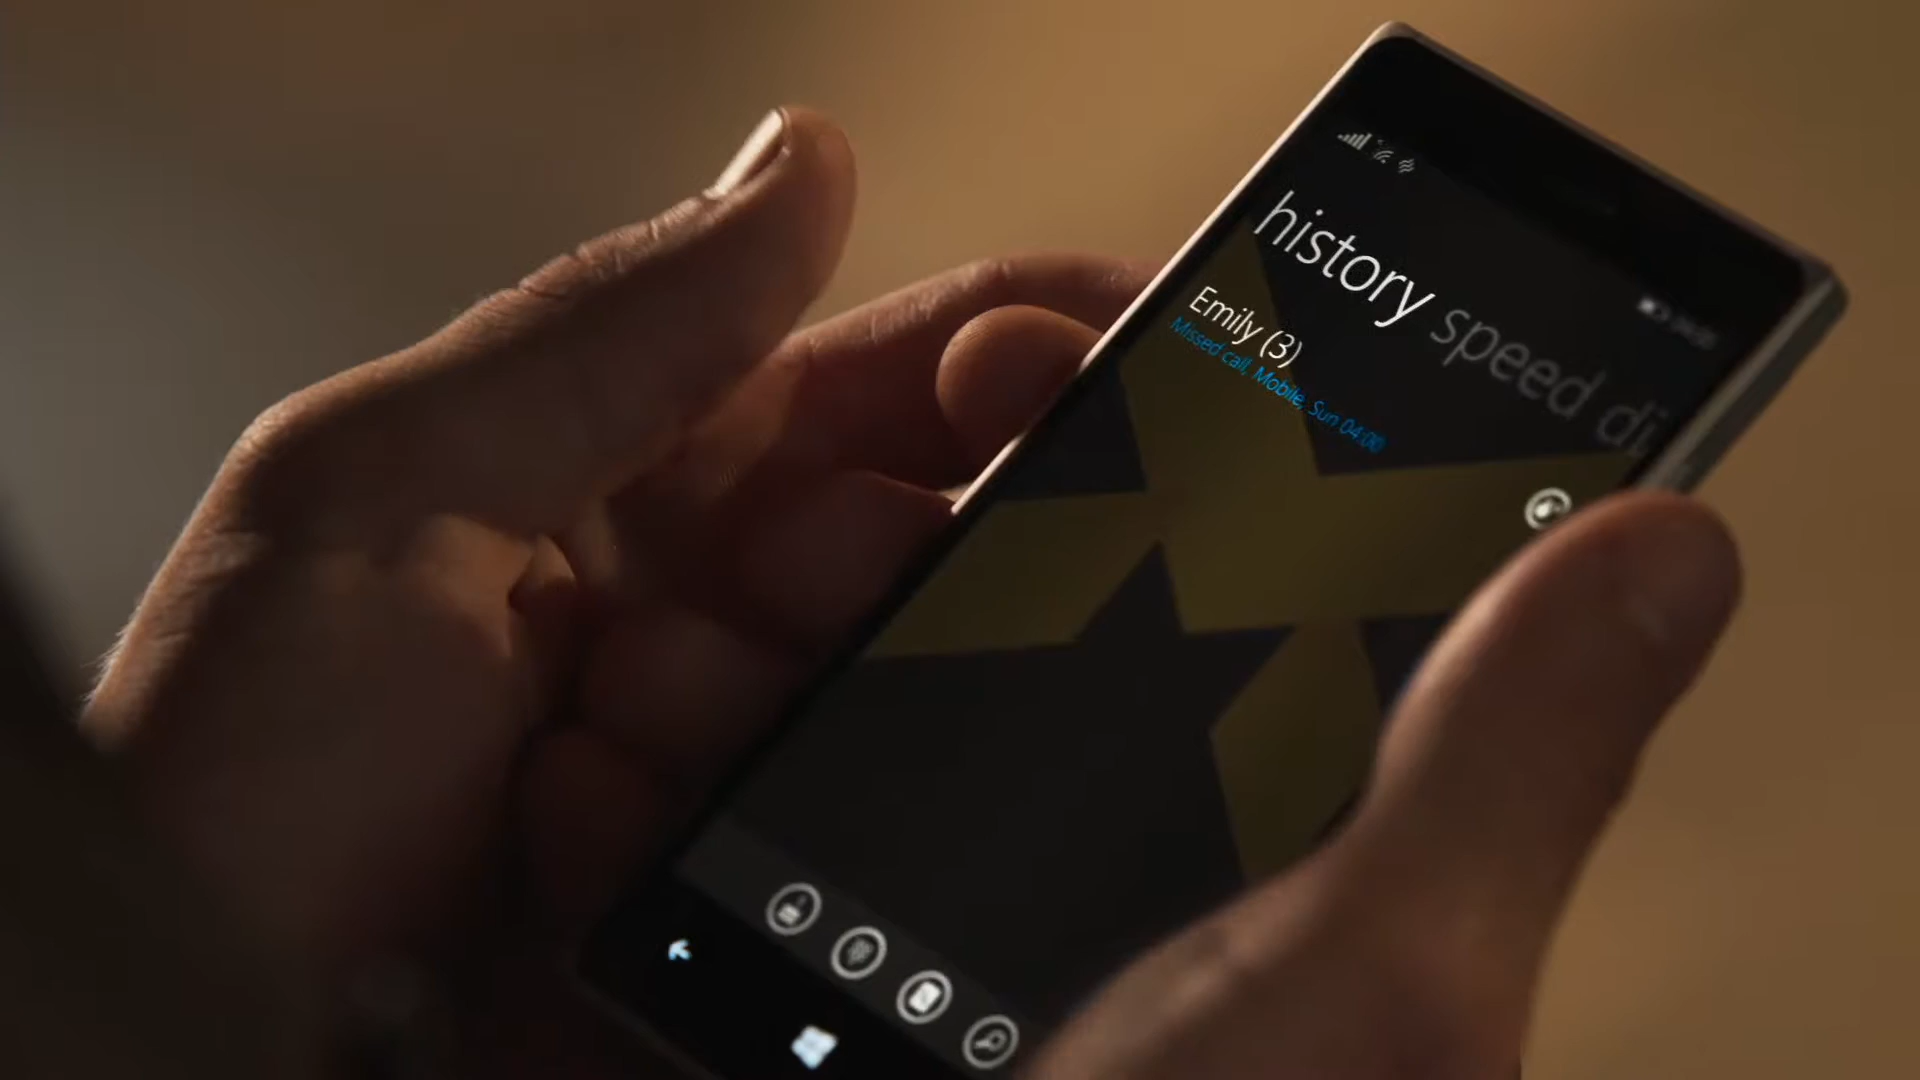 history speed di
Emily (3)
Missed call, Mobile, Sun 04:00